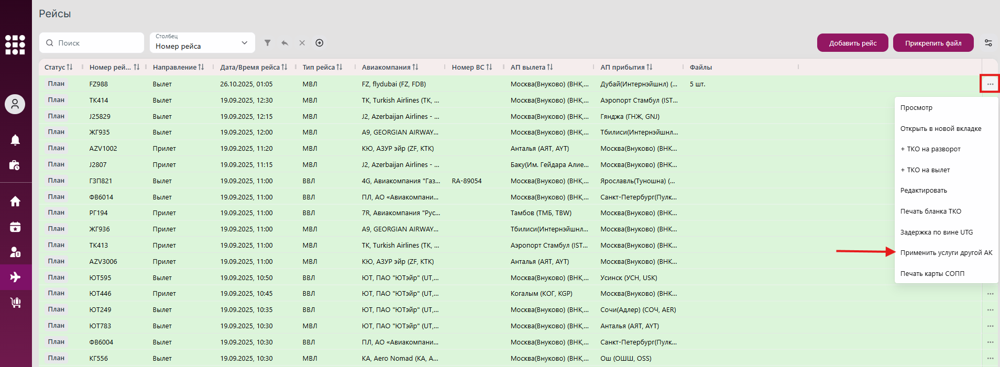 Рейсы
Поиск
Столбец
Номер рейса
Добавить рейс
Прикрепить файл
Статус Номер рей... Направление Дата/Время рейса Тип рейса Авиакомпания Номер ВС АП вылета АП прибытия Файлы
План FZ988 Вылет 26.10.2025, 01:05 МВЛ FZ, flydubai (FZ, FDB) Москва(Внуково) (ВНК,... Дубай(Интернэйшнл) (... 5 шт. ...
План ТК414 Вылет 19.09.2025, 12:30 МВЛ TK, Turkish Airlines (TK, ... Москва(Внуково) (ВНК,... Аэропорт Стамбул (IST...
План J25829 Вылет 19.09.2025, 12:15 МВЛ J2, Azerbaijan Airlines - ... Москва(Внуково) (ВНК,... Гянджа (ГНЖ, GNJ)
План ЖГ935 Вылет 19.09.2025, 12:00 МВЛ A9, GEORGIAN AIRWAY... Москва(Внуково) (ВНК,... Тбилиси(Интернэйшнл...
План AZV1002 Прилет 19.09.2025, 11:20 МВЛ КЮ, АЗУР эйр (ZF, КТК) Анталья (АЯТ, AYT) Москва(Внуково) (ВНК...
План J2807 Прилет 19.09.2025, 11:15 МВЛ J2, Azerbaijan Airlines - ... Баку(Им. Гейдара Алие... Москва(Внуково) (ВНК...
План ГЗП821 Вылет 19.09.2025, 11:00 ВВЛ 4G, Авиакомпания "Газ... RA-89054 Москва(Внуково) (ВНК,... Ярославль(Туношна) (...
План ФВ6014 Вылет 19.09.2025, 11:00 ВВЛ ПЛ, АО «Авиакомпани... Москва(Внуково) (ВНК,... Санкт-Петербург(Пулк...
План РГ194 Прилет 19.09.2025, 11:00 ВВЛ 7R, Авиакомпания "Рус... Тамбов (ТМБ, TBW) Москва(Внуково) (ВНК...
План ЖГ936 Прилет 19.09.2025, 11:00 МВЛ A9, GEORGIAN AIRWAY... Тбилиси(Интернэйшнл... Москва(Внуково) (ВНК...
План ТК413 Прилет 19.09.2025, 11:00 МВЛ TK, Turkish Airlines (TK, ... Аэропорт Стамбул (IST... Москва(Внуково) (ВНК...
План AZV3006 Прилет 19.09.2025, 11:00 МВЛ КЮ, АЗУР эйр (ZF, КТК) Анталья (АЯТ, AYT) Москва(Внуково) (ВНК...
План ЮТ595 Вылет 19.09.2025, 10:50 ВВЛ ЮТ, ПАО "ЮТэйр" (UT,... Москва(Внуково) (ВНК,... Усинск (УСН, USK)
План ЮТ446 Прилет 19.09.2025, 10:45 ВВЛ ЮТ, ПАО "ЮТэйр" (UT,... Когалым (КОГ, KGP) Москва(Внуково) (ВНК... ...
План ЮТ249 Вылет 19.09.2025, 10:35 ВВЛ ЮТ, ПАО "ЮТэйр" (UT,... Москва(Внуково) (ВНК,... Сочи(Адлер) (СОЧ, AER) ...
План ЮТ783 Вылет 19.09.2025, 10:30 МВЛ ЮТ, ПАО "ЮТэйр" (UT,... Москва(Внуково) (ВНК,... Анталья (АЯТ, AYT) ...
План ФВ6004 Вылет 19.09.2025, 10:30 ВВЛ ПЛ, АО «Авиакомпани... Москва(Внуково) (ВНК,... Санкт-Петербург(Пулк... ...
План КГ556 Вылет 19.09.2025, 10:30 МВЛ KA, Aero Nomad (KA, A... Москва(Внуково) (ВНК,... Ош (ОШШ, OSS) ...
Просмотр
Открыть в новой вкладке
+ ТКО на разворот
+ ТКО на вылет
Редактировать
Печать бланка ТКО
Задержка по вине UTG
Применить услуги другой АК
Печать карты СОПП